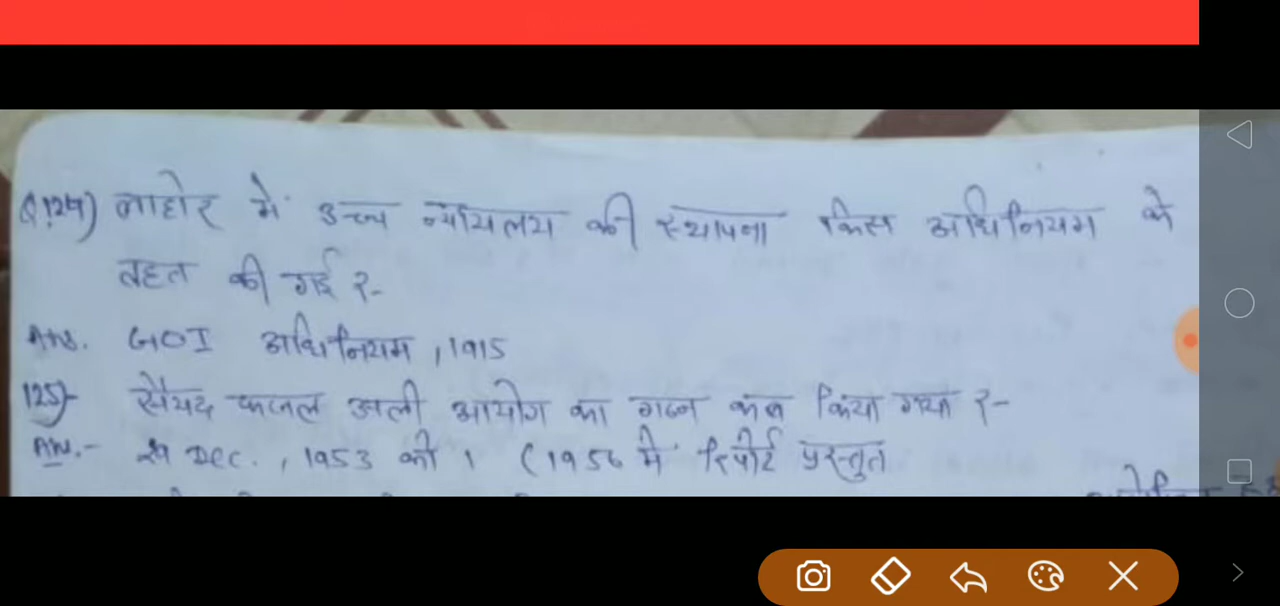 Q.124) लाहोर मे उच्च न्यायलय की स्थापना किस अधिनियम के
तहत की गई ?-
Ans. GOI अधिनियम, 1915
125)- सैयद फजल अली आयोग का गठन कब किया गया ?-
Ans.- Dec., 1953 को । (1956 मे रिपोर्ट प्रस्तुत